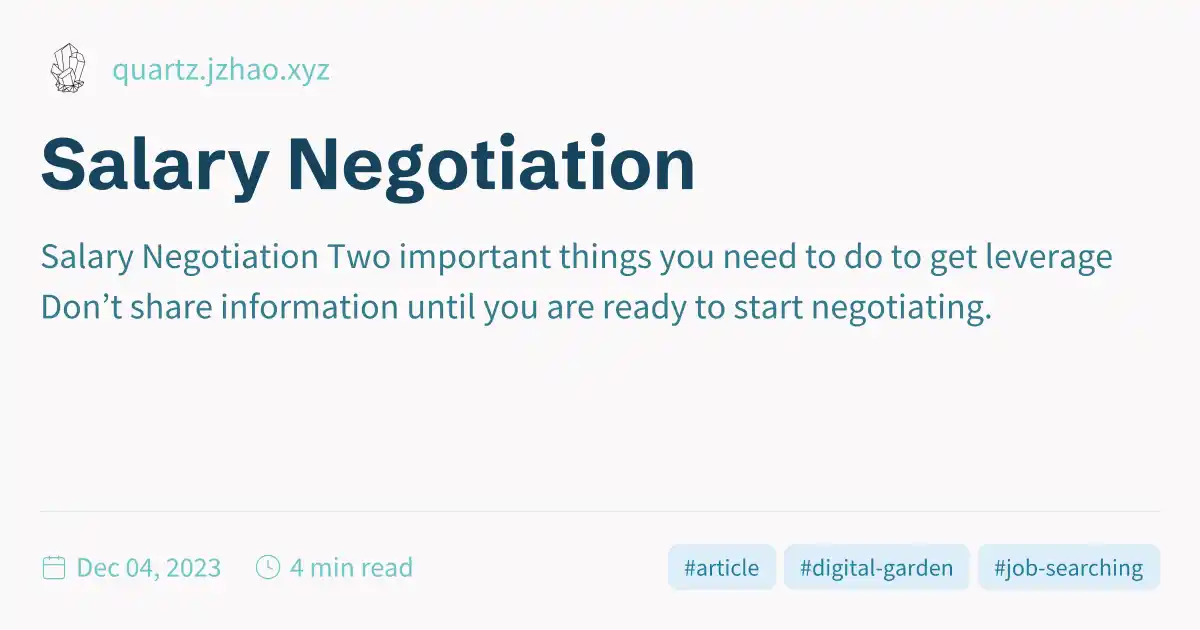 quartz.jzhao.xyz
Salary Negotiation
Salary Negotiation Two important things you need to do to get leverage
Don’t share information until you are ready to start negotiating.
Dec 04, 2023 4 min read #article #digital-garden #job-searching